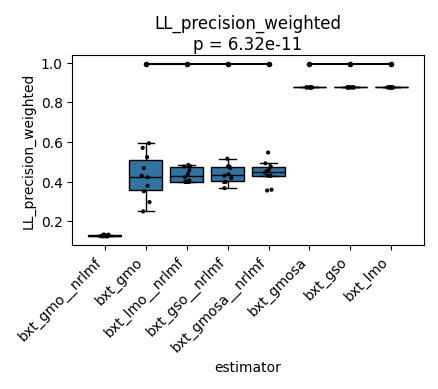 LL_precision_weighted
p = 6.32e-11
LL_precision_weighted
1.0
0.8
0.6
0.4
0.2
bxt_gmo__nrlmf
bxt_gmo
bxt_lmo__nrlmf
bxt_gso__nrlmf
bxt_gmosa__nrlmf
bxt_gmosa
bxt_gso
bxt_lmo
estimator